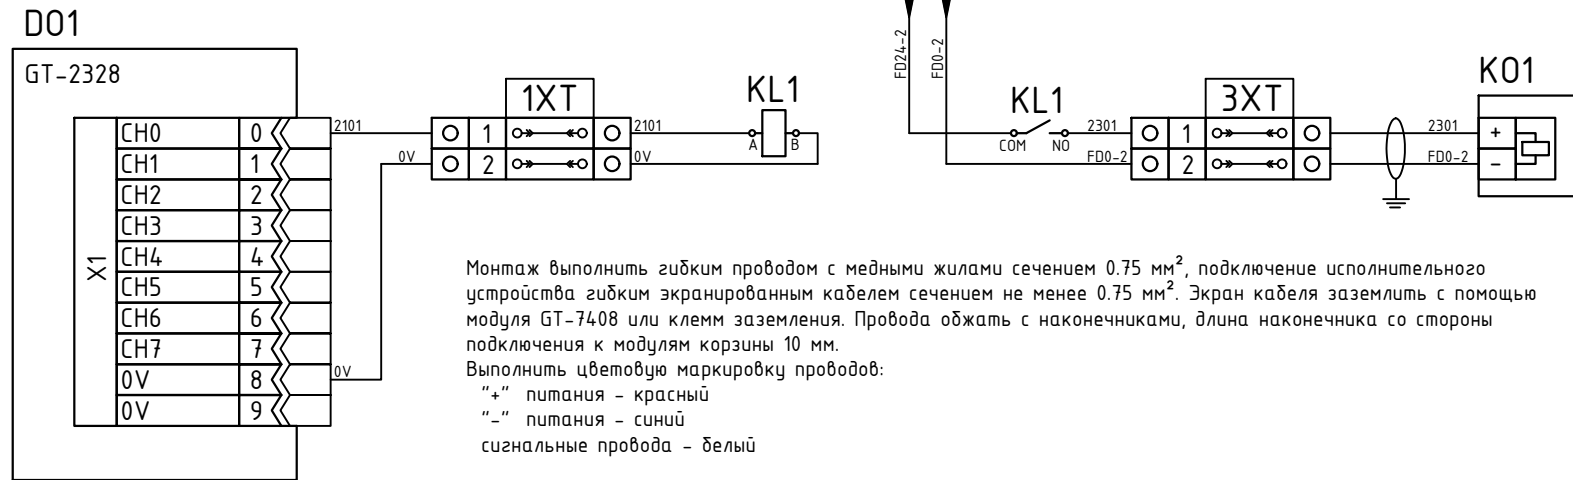 DO1
GT-2328
X1
CH0 0
CH1 1
CH2 2
CH3 3
CH4 4
CH5 5
CH6 6
CH7 7
0V 8
0V 9
2101
0V
0V
1XT
1
2
2101
0V
KL1
A B
FD24-2
FD0-2
KL1
COM NO
2301
FD0-2
3XT
1
2
2301
FD0-2
KO1
+
-
Монтаж выполнить гибким проводом с медными жилами сечением 0.75 мм², подключение исполнительного
устройства гибким экранированным кабелем сечением не менее 0.75 мм². Экран кабеля заземлить с помощью
модуля GT-7408 или клемм заземления. Провода обжать с наконечниками, длина наконечника со стороны
подключения к модулям корзины 10 мм.
Выполнить цветовую маркировку проводов:
"+" питания - красный
"-" питания - синий
сигнальные провода - белый